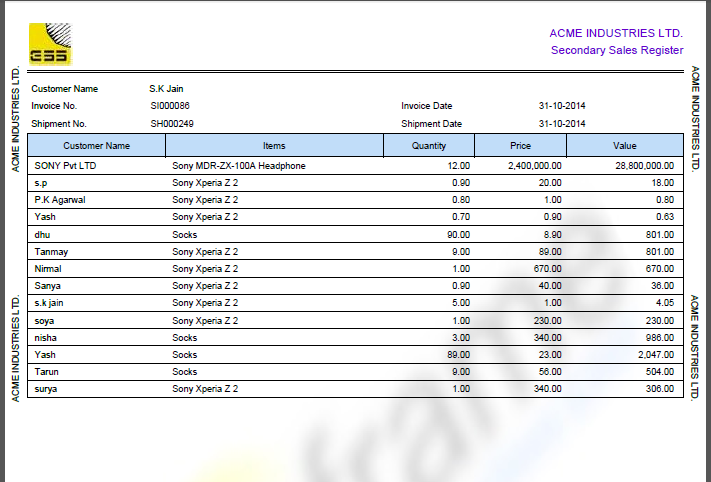 ESS
ACME INDUSTRIES LTD.
Secondary Sales Register
Customer Name S.K Jain
Invoice No. SI000086 Invoice Date 31-10-2014
Shipment No. SH000249 Shipment Date 31-10-2014
Customer Name Items Quantity Price Value
SONY Pvt LTD Sony MDR-ZX-100A Headphone 12.00 2,400,000.00 28,800,000.00
s.p Sony Xperia Z 2 0.90 20.00 18.00
P.K Agarwal Sony Xperia Z 2 0.80 1.00 0.80
Yash Sony Xperia Z 2 0.70 0.90 0.63
dhu Socks 90.00 8.90 801.00
Tanmay Sony Xperia Z 2 9.00 89.00 801.00
Nirmal Sony Xperia Z 2 1.00 670.00 670.00
Sanya Sony Xperia Z 2 0.90 40.00 36.00
s.k jain Sony Xperia Z 2 5.00 1.00 4.05
soya Sony Xperia Z 2 1.00 230.00 230.00
nisha Socks 3.00 340.00 986.00
Yash Socks 89.00 23.00 2,047.00
Tarun Socks 9.00 56.00 504.00
surya Sony Xperia Z 2 1.00 340.00 306.00
ACME INDUSTRIES LTD.
ACME INDUSTRIES LTD.
ACME INDUSTRIES LTD.
ACME INDUSTRIES LTD.